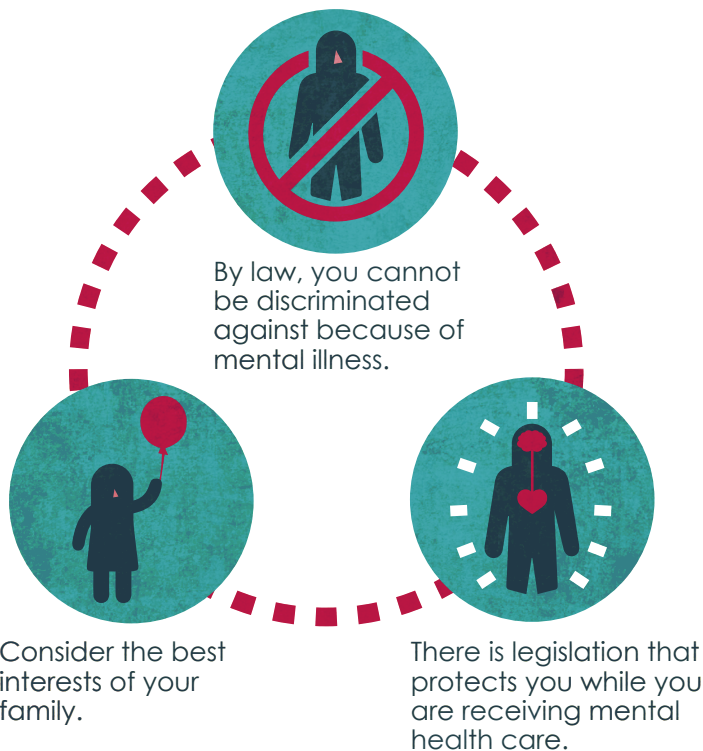 By law, you cannot
be discriminated
against because of
mental illness.
Consider the best
interests of your
family.
There is legislation that
protects you while you
are receiving mental
health care.